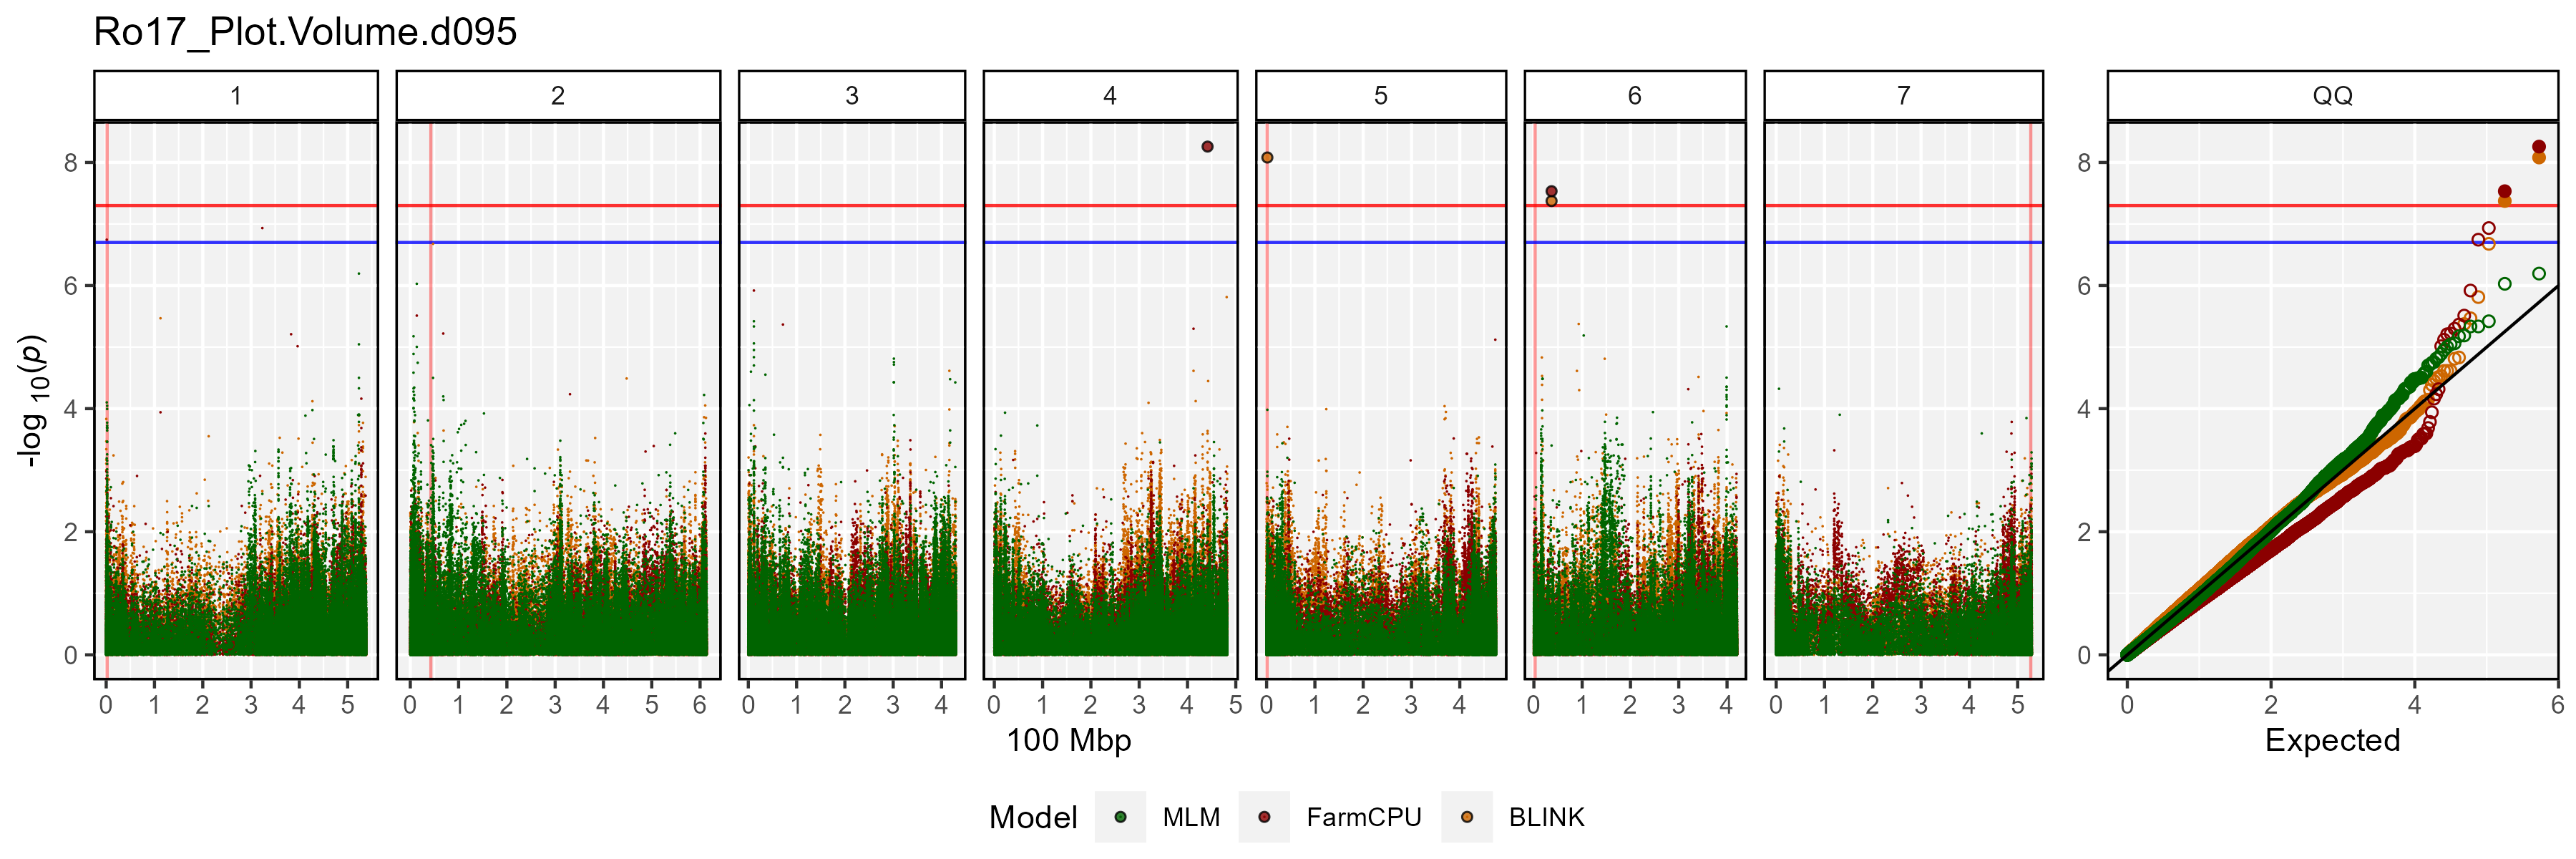 Ro17_Plot.Volume.d095
1 2 3 4 5 6 7 QQ
8 8
6 6
-log 10(p)
4 4
2 2
0 0
0 1 2 3 4 5 0 1 2 3 4 5 6 0 1 2 3 4 0 1 2 3 4 5 0 1 2 3 4 0 1 2 3 4 0 1 2 3 4 5 0 2 4 6
100 Mbp Expected
Model MLM FarmCPU BLINK